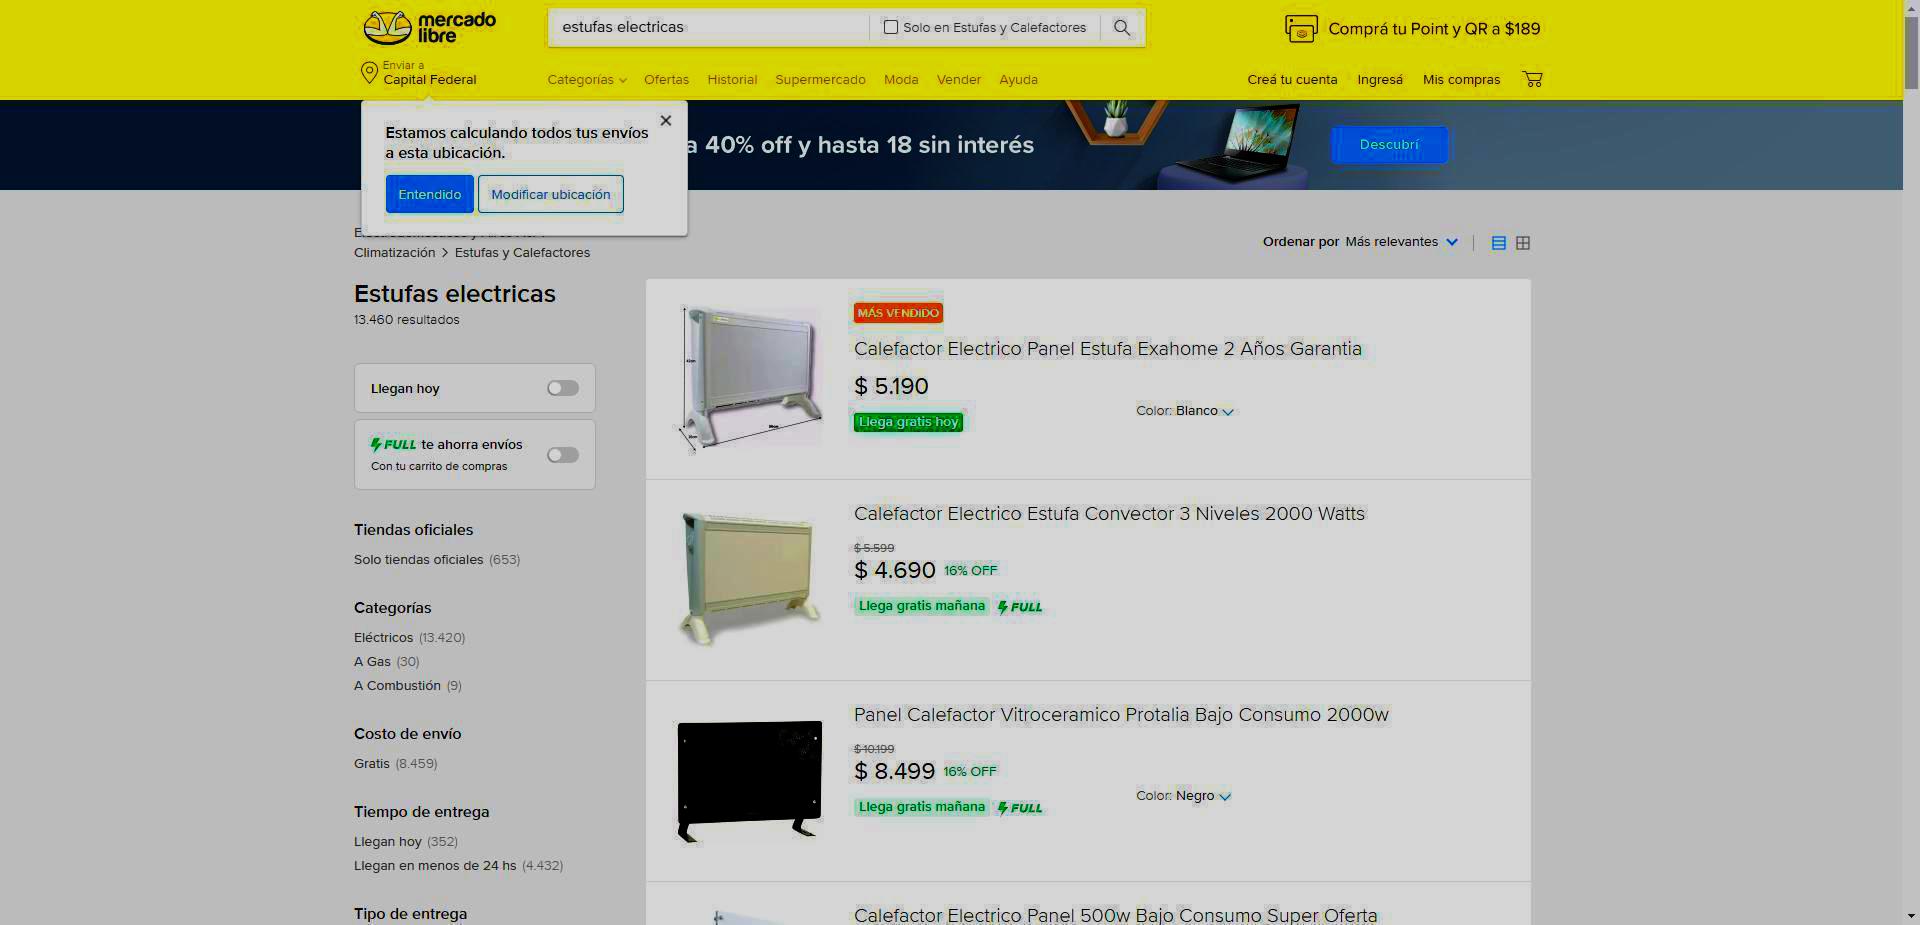 mercado
libre
estufas electricas
Solo en Estufas y Calefactores
Comprá tu Point y QR a $189
Enviar a
Capital Federal
Categorías
Ofertas
Historial
Supermercado
Moda
Vender
Ayuda
Creá tu cuenta
Ingresá
Mis compras
Estamos calculando todos tus envíos
a esta ubicación.
Entendido
Modificar ubicación
a 40% off y hasta 18 sin interés
Descubrí
Climatización > Estufas y Calefactores
Ordenar por Más relevantes
Estufas electricas
13.460 resultados
Llegan hoy
FULL te ahorra envíos
Con tu carrito de compras
Tiendas oficiales
Solo tiendas oficiales (653)
Categorías
Eléctricos (13.420)
A Gas (30)
A Combustión (9)
Costo de envío
Gratis (8.459)
Tiempo de entrega
Llegan hoy (352)
Llegan en menos de 24 hs (4.432)
Tipo de entrega
MÁS VENDIDO
Calefactor Electrico Panel Estufa Exahome 2 Años Garantia
$ 5.190
Llega gratis hoy
Color: Blanco
Calefactor Electrico Estufa Convector 3 Niveles 2000 Watts
$ 5.599
$ 4.690 16% OFF
Llega gratis mañana FULL
Panel Calefactor Vitroceramico Protalia Bajo Consumo 2000w
$ 10.199
$ 8.499 16% OFF
Llega gratis mañana FULL
Color: Negro
Calefactor Electrico Panel 500w Bajo Consumo Super Oferta